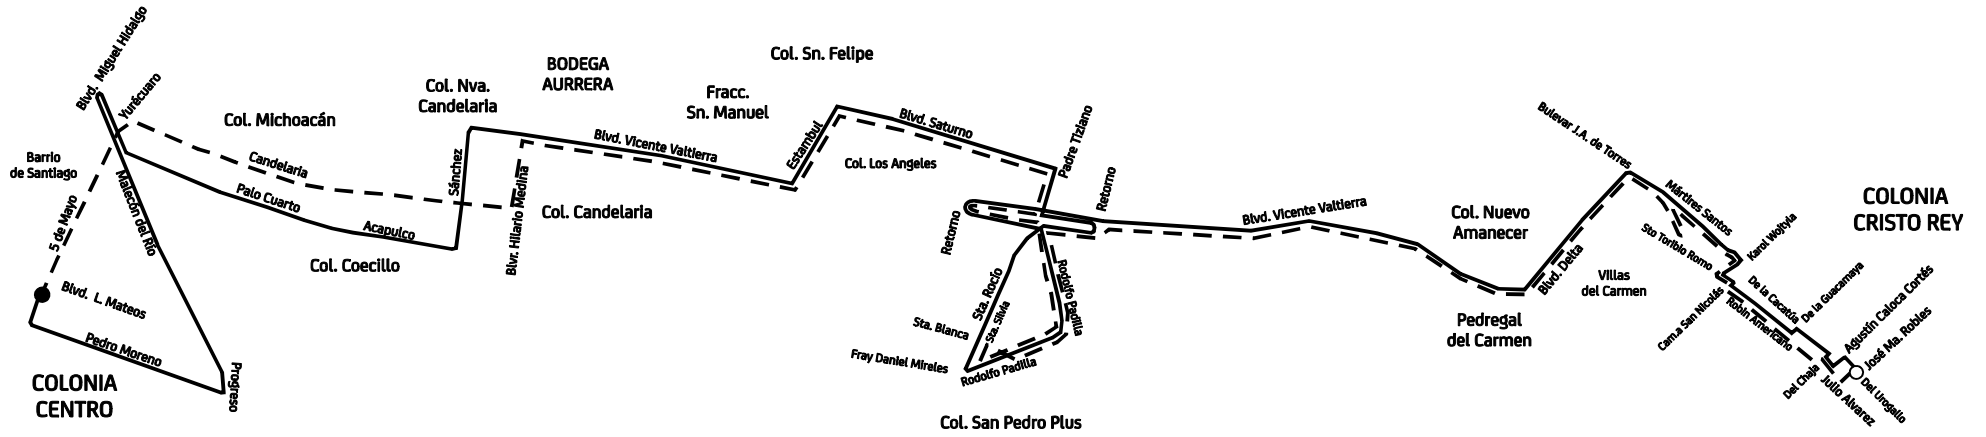 Blvd. Miguel Hidalgo
Yurécuaro
Barrio
de Santiago
5 de Mayo
Malecón del Río
Blvd. L. Mateos
Pedro Moreno
Progreso
COLONIA
CENTRO
Col. Michoacán
Candelaria
Palo Cuarto
Acapulco
Col. Coecillo
Col. Nva.
Candelaria
Sánchez
BODEGA
AURRERA
Blvr. Hilario Medina
Col. Candelaria
Blvd. Vicente Valtierra
Fracc.
Sn. Manuel
Col. Sn. Felipe
Estambul
Blvd. Saturno
Col. Los Angeles
Padre Tiziano
Retorno
Retorno
Sta. Rocío
Sta. Silvia
Sta. Blanca
Fray Daniel Mireles
Rodolfo Padilla
Rodolfo Padilla
Col. San Pedro Plus
Blvd. Vicente Valtierra
Col. Nuevo
Amanecer
Pedregal
del Carmen
Blvd. Delta
Bulevar J.A. de Torres
Mártires Santos
Sto Toribio Romo
Villas
del Carmen
Karol Wojtyla
Cam.a San Nicolás
De la Cacatúa
De la Guacamaya
Robin Americano
Agustín Caloca Cortés
José Ma. Robles
Del Chaja
Julio Alvarez
Del Urogallo
COLONIA
CRISTO REY